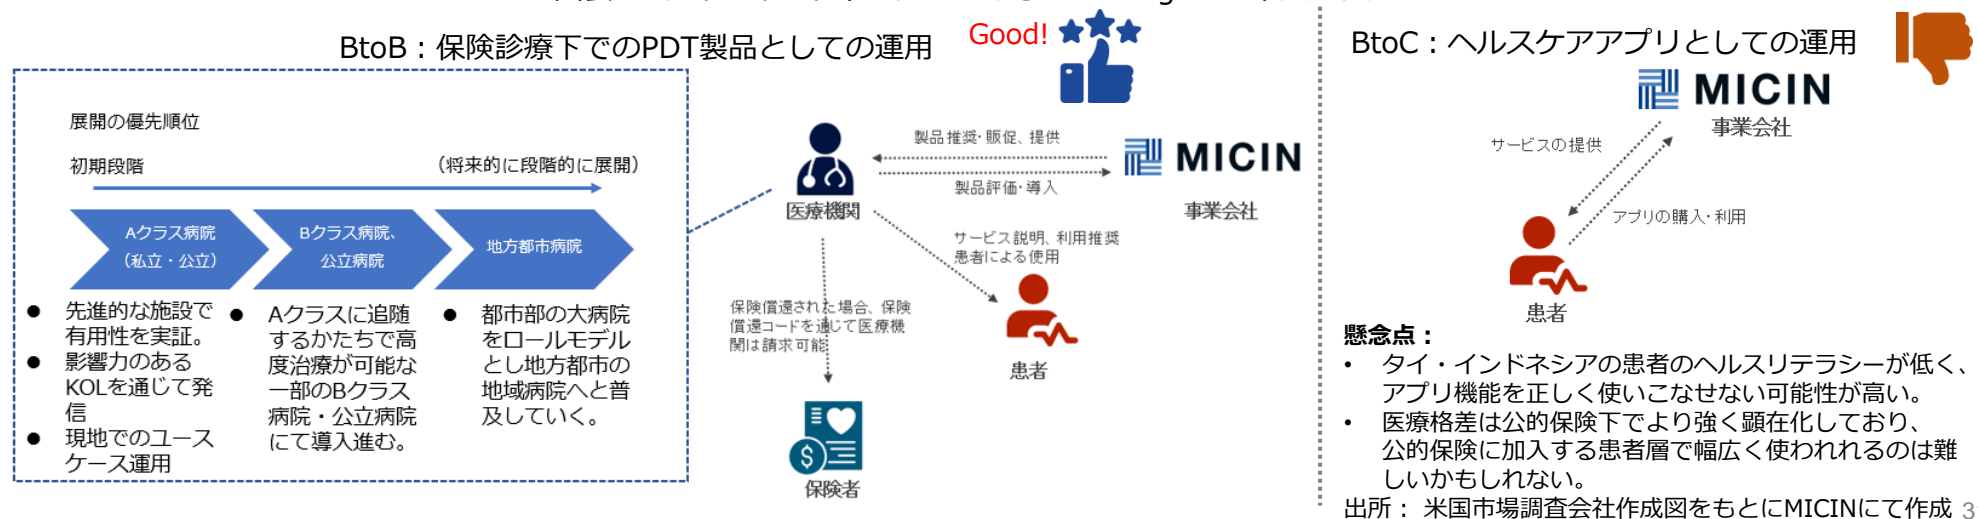 BtoB：保険診療下でのPDT製品としての運用
Good!
展開の優先順位
初期段階
（将来的に段階的に展開）
Aクラス病院
（私立・公立）
Bクラス病院、
公立病院
地方都市病院
● 先進的な施設で
有用性を実証。
● 影響力のある
KOLを通じて発
信
● 現地でのユース
ケース運用
● Aクラスに追随
するかたちで高
度治療が可能な
一部のBクラス
病院・公立病院
にて導入進む。
● 都市部の大病院
をロールモデル
とし地方都市の
地域病院へと普
及していく。
医療機関
製品推奨・販促、提供
製品評価・導入
MICIN
事業会社
サービス説明、利用推奨
患者による使用
患者
保険償還された場合、保険
償還コードを通じて医療機
関は請求可能
保険者
BtoC：ヘルスケアアプリとしての運用
MICIN
事業会社
サービスの提供
アプリの購入・利用
患者
懸念点：
• タイ・インドネシアの患者のヘルスリテラシーが低く、
アプリ機能を正しく使いこなせない可能性が高い。
• 医療格差は公的保険下でより強く顕在化しており、
公的保険に加入する患者層で幅広く使われれるのは難
しいかもしれない。
出所： 米国市場調査会社作成図をもとにMICINにて作成
3